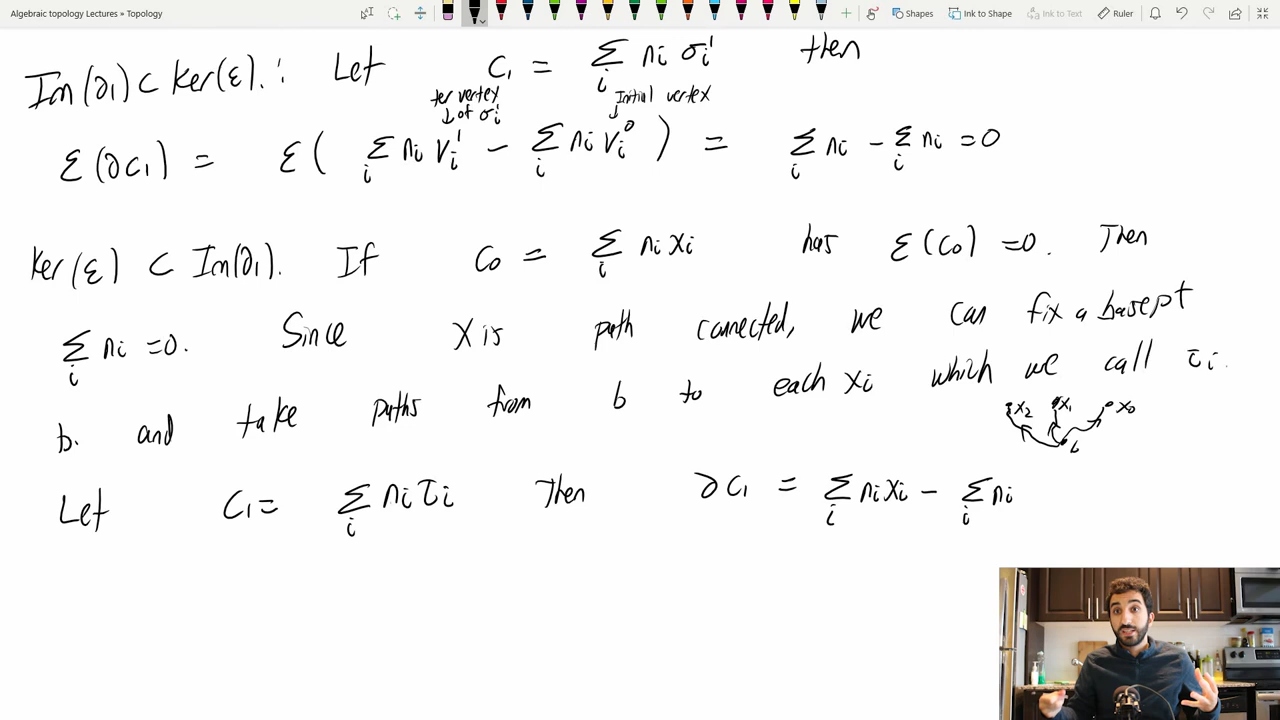 Algebraic topology Lectures = Topology
Shapes Ink to Shape Ink to Text Ruler
Im(∂₁) ⊂ Ker(ε).: Let C₁ = Σᵢ nᵢ σᵢ¹ then
ter vertex of σᵢ¹ ↓ Initial vertex ↓
ε(∂C₁) = ε( Σᵢ nᵢ vᵢ¹ − Σᵢ nᵢ vᵢ⁰ ) = Σᵢ nᵢ − Σᵢ nᵢ = 0
Ker(ε) ⊂ Im(∂₁). If C₀ = Σᵢ nᵢ xᵢ has ε(C₀) = 0. Then
Σᵢ nᵢ = 0. Since X is path connected, we can fix a basept
b. and take paths from b to each xᵢ which we call τᵢ.
x₂ x₁ x₀
b
Let C₁ = Σᵢ nᵢ τᵢ Then ∂C₁ = Σᵢ nᵢ xᵢ − Σᵢ nᵢ